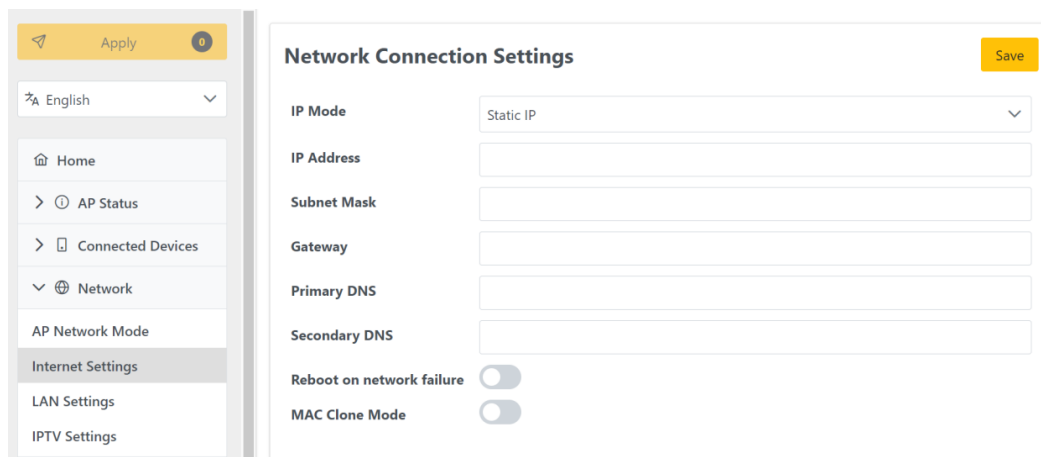 Apply 0
English
Home
AP Status
Connected Devices
Network
AP Network Mode
Internet Settings
LAN Settings
IPTV Settings
Network Connection Settings
Save
IP Mode
Static IP
IP Address
Subnet Mask
Gateway
Primary DNS
Secondary DNS
Reboot on network failure
MAC Clone Mode